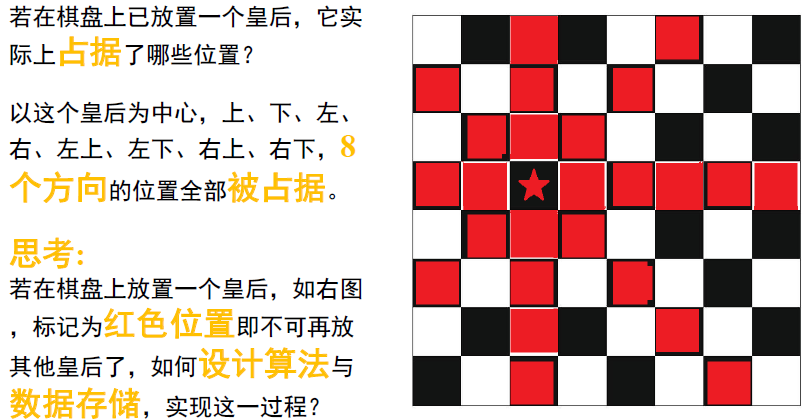 若在棋盘上已放置一个皇后，它实
际上占据了哪些位置？
以这个皇后为中心，上、下、左、
右、左上、左下、右上、右下，8
个方向的位置全部被占据。
思考:
若在棋盘上放置一个皇后，如右图
，标记为红色位置即不可再放
其他皇后了，如何设计算法与
数据存储，实现这一过程？